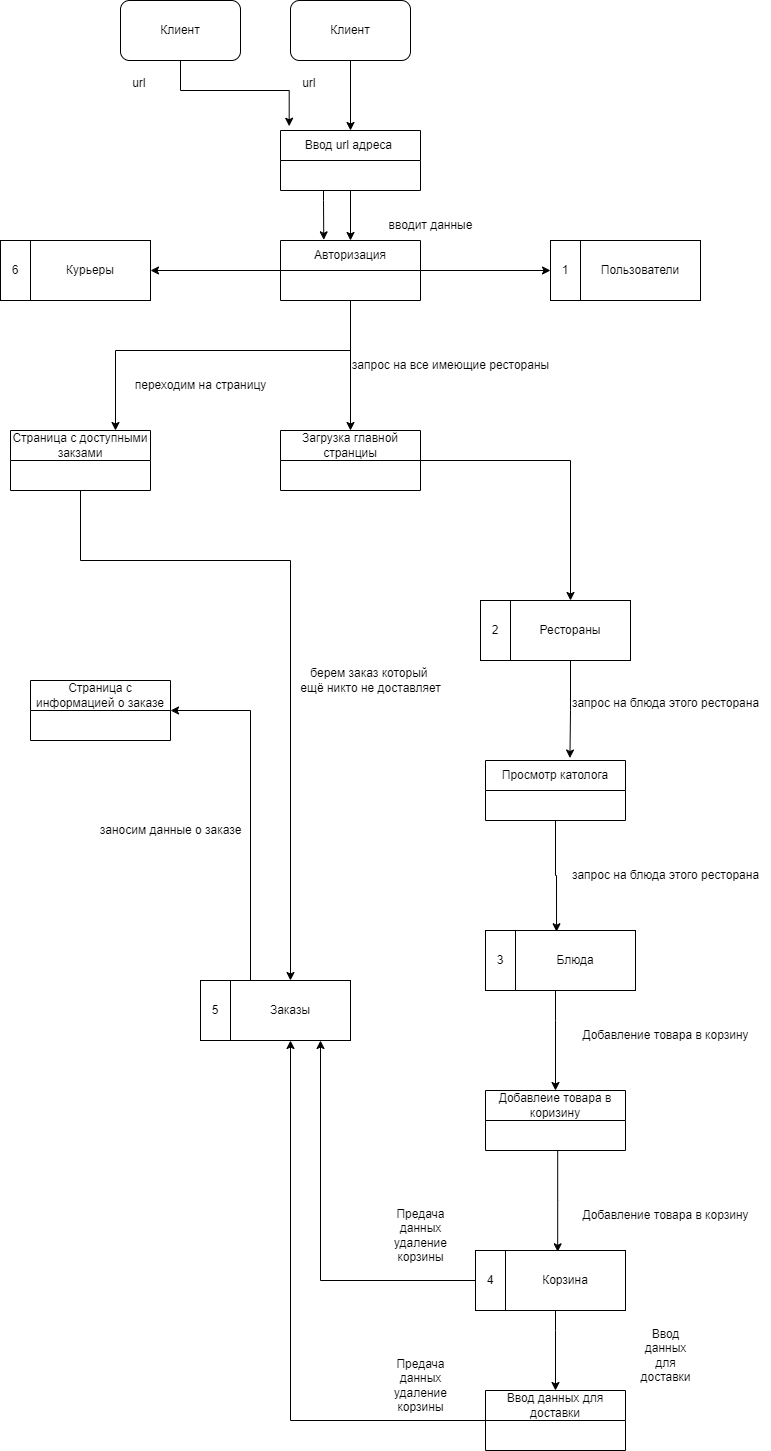 Клиент
Клиент
url
url
Ввод url адреса
вводит данные
Авторизация
6
Курьеры
1
Пользователи
запрос на все имеющие рестораны
переходим на страницу
Страница с доступными
закзами
Загрузка главной
странциы
2
Рестораны
берем заказ который
ещё никто не доставляет
Страница с
информацией о заказе
запрос на блюда этого ресторана
Просмотр католога
заносим данные о заказе
запрос на блюда этого ресторана
3
Блюда
5
Заказы
Добавление товара в корзину
Добавлеие товара в
коризину
Добавление товара в корзину
Предача
данных
удаление
корзины
4
Корзина
Ввод
данных
для
доставки
Предача
данных
удаление
корзины
Ввод данных для
доставки